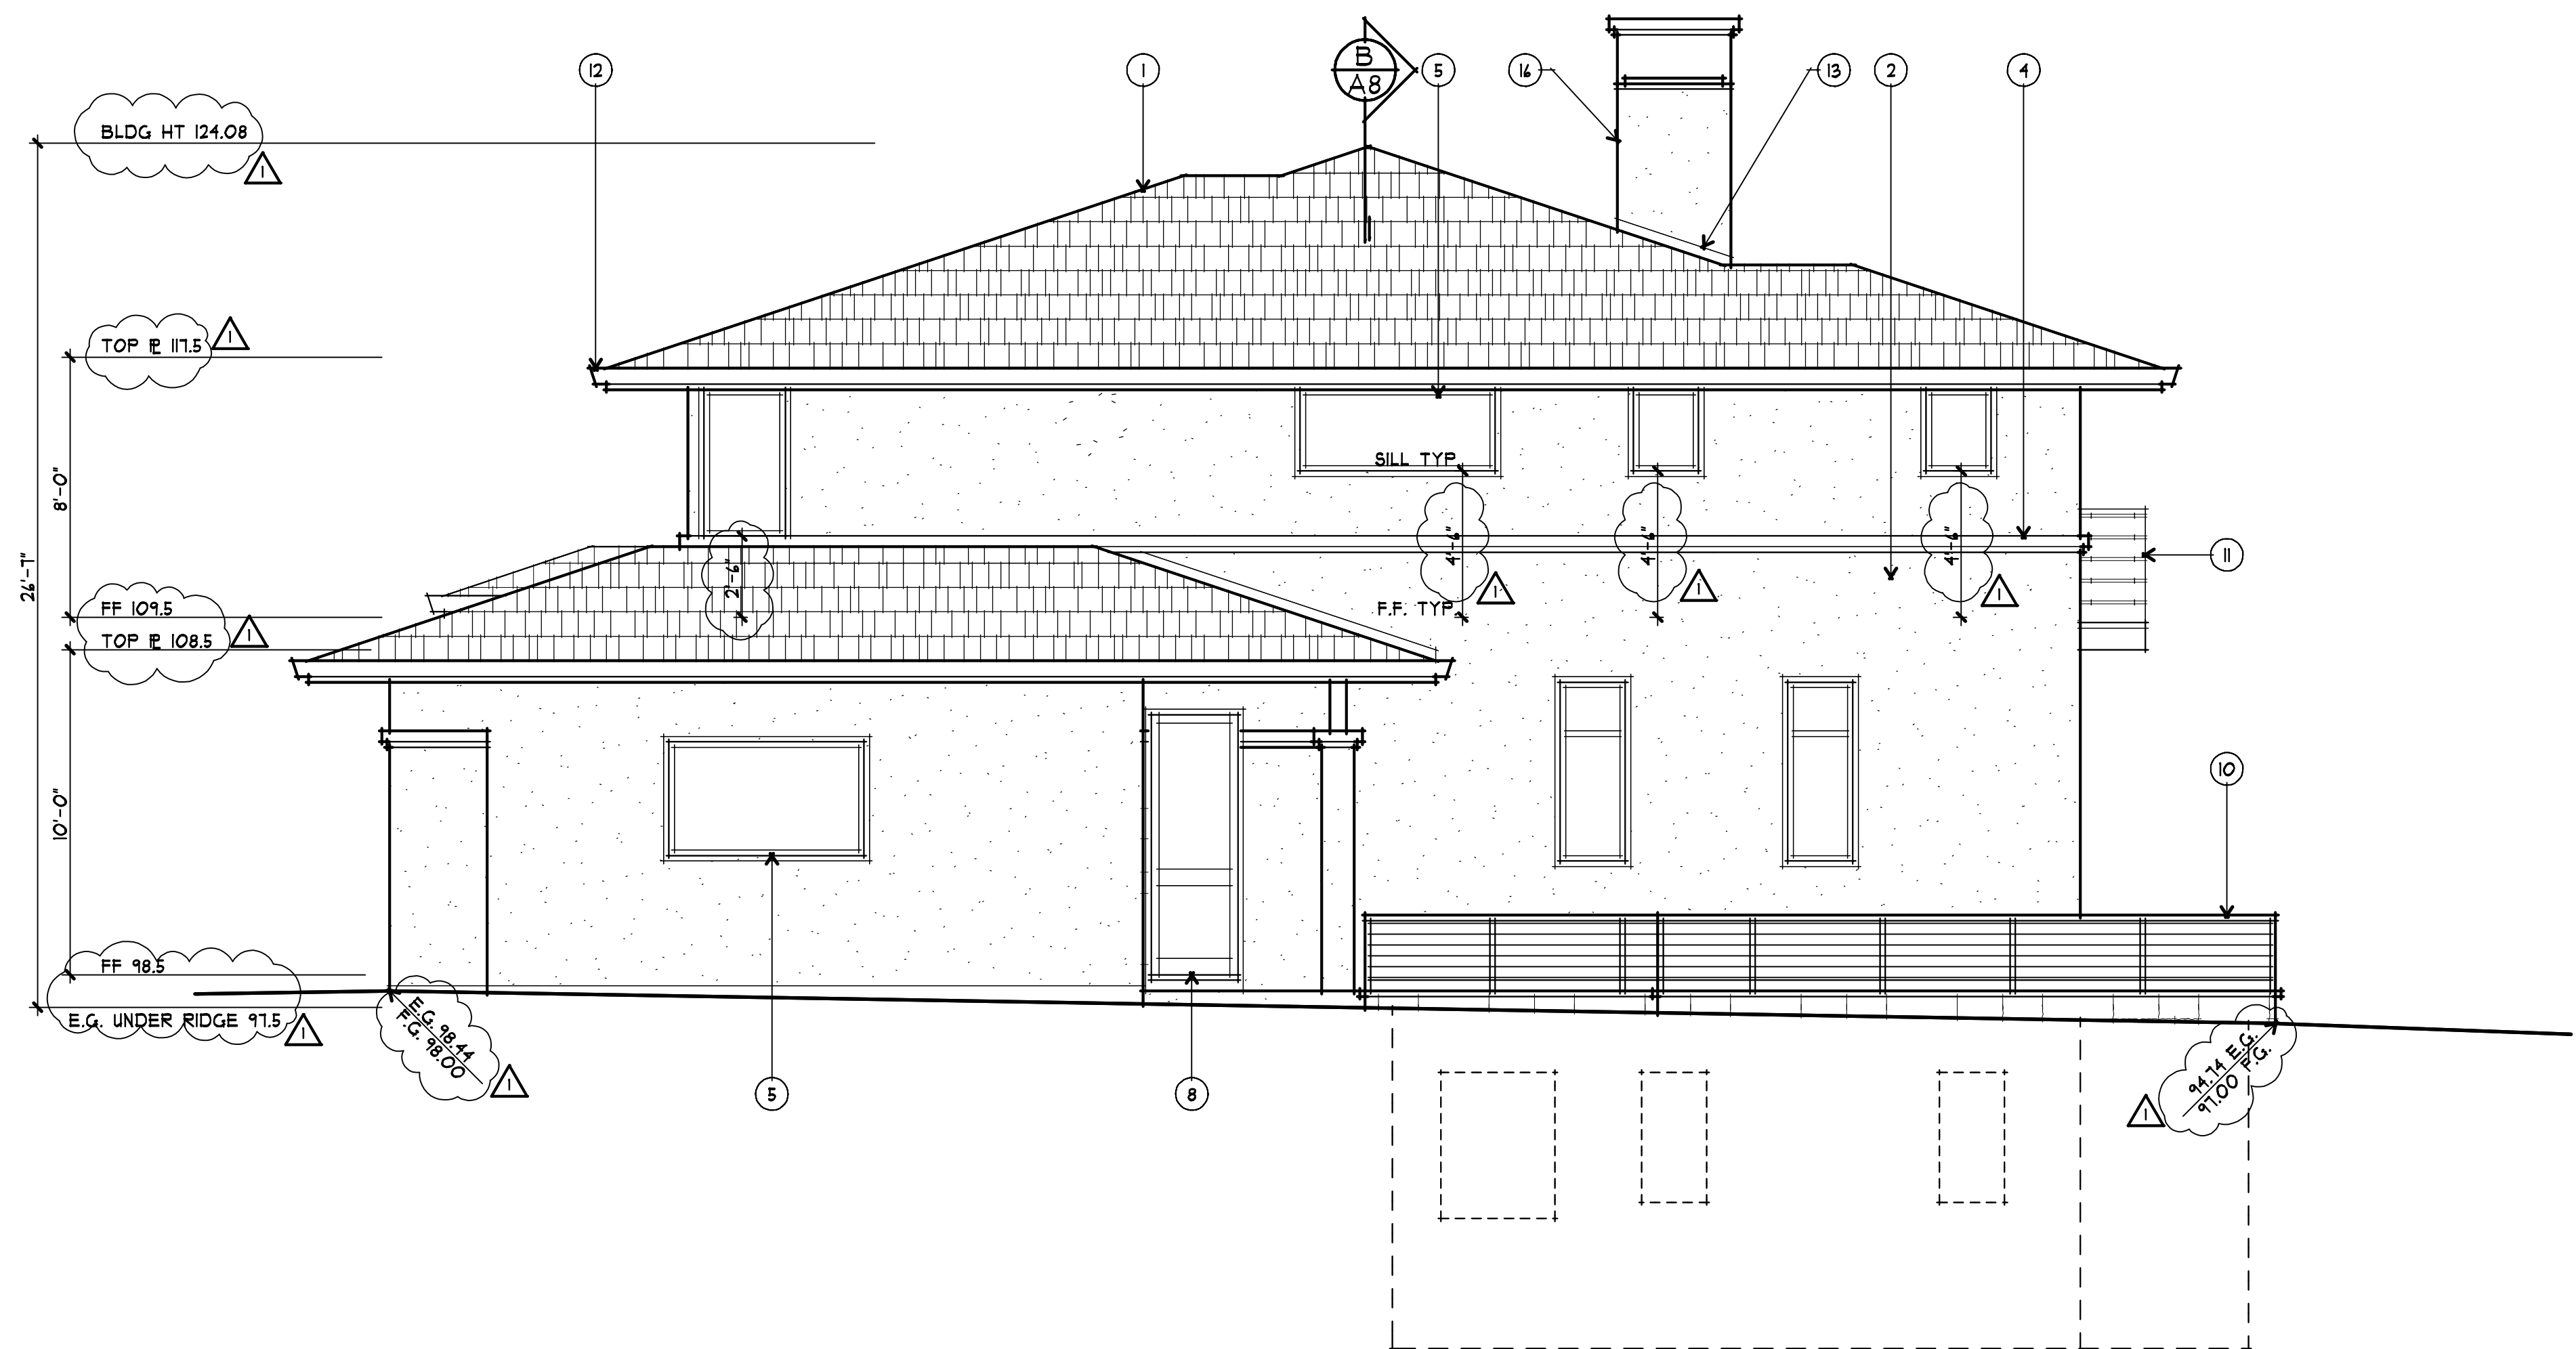 12
1
B
A8
5
16
13
2
4
BLDG HT 124.08
1
TOP PL 117.5
1
8'-0"
SILL TYP
4'-6"
4'-6"
4'-6"
1
1
1
11
26'-7"
2'-6"
FF 109.5
F.F. TYP
TOP PL 108.5
1
10'-0"
10
FF 98.5
E.G. UNDER RIDGE 97.5
1
E.G. 98.44
F.G. 98.00
1
94.74 E.G.
97.00 F.G.
1
5
8